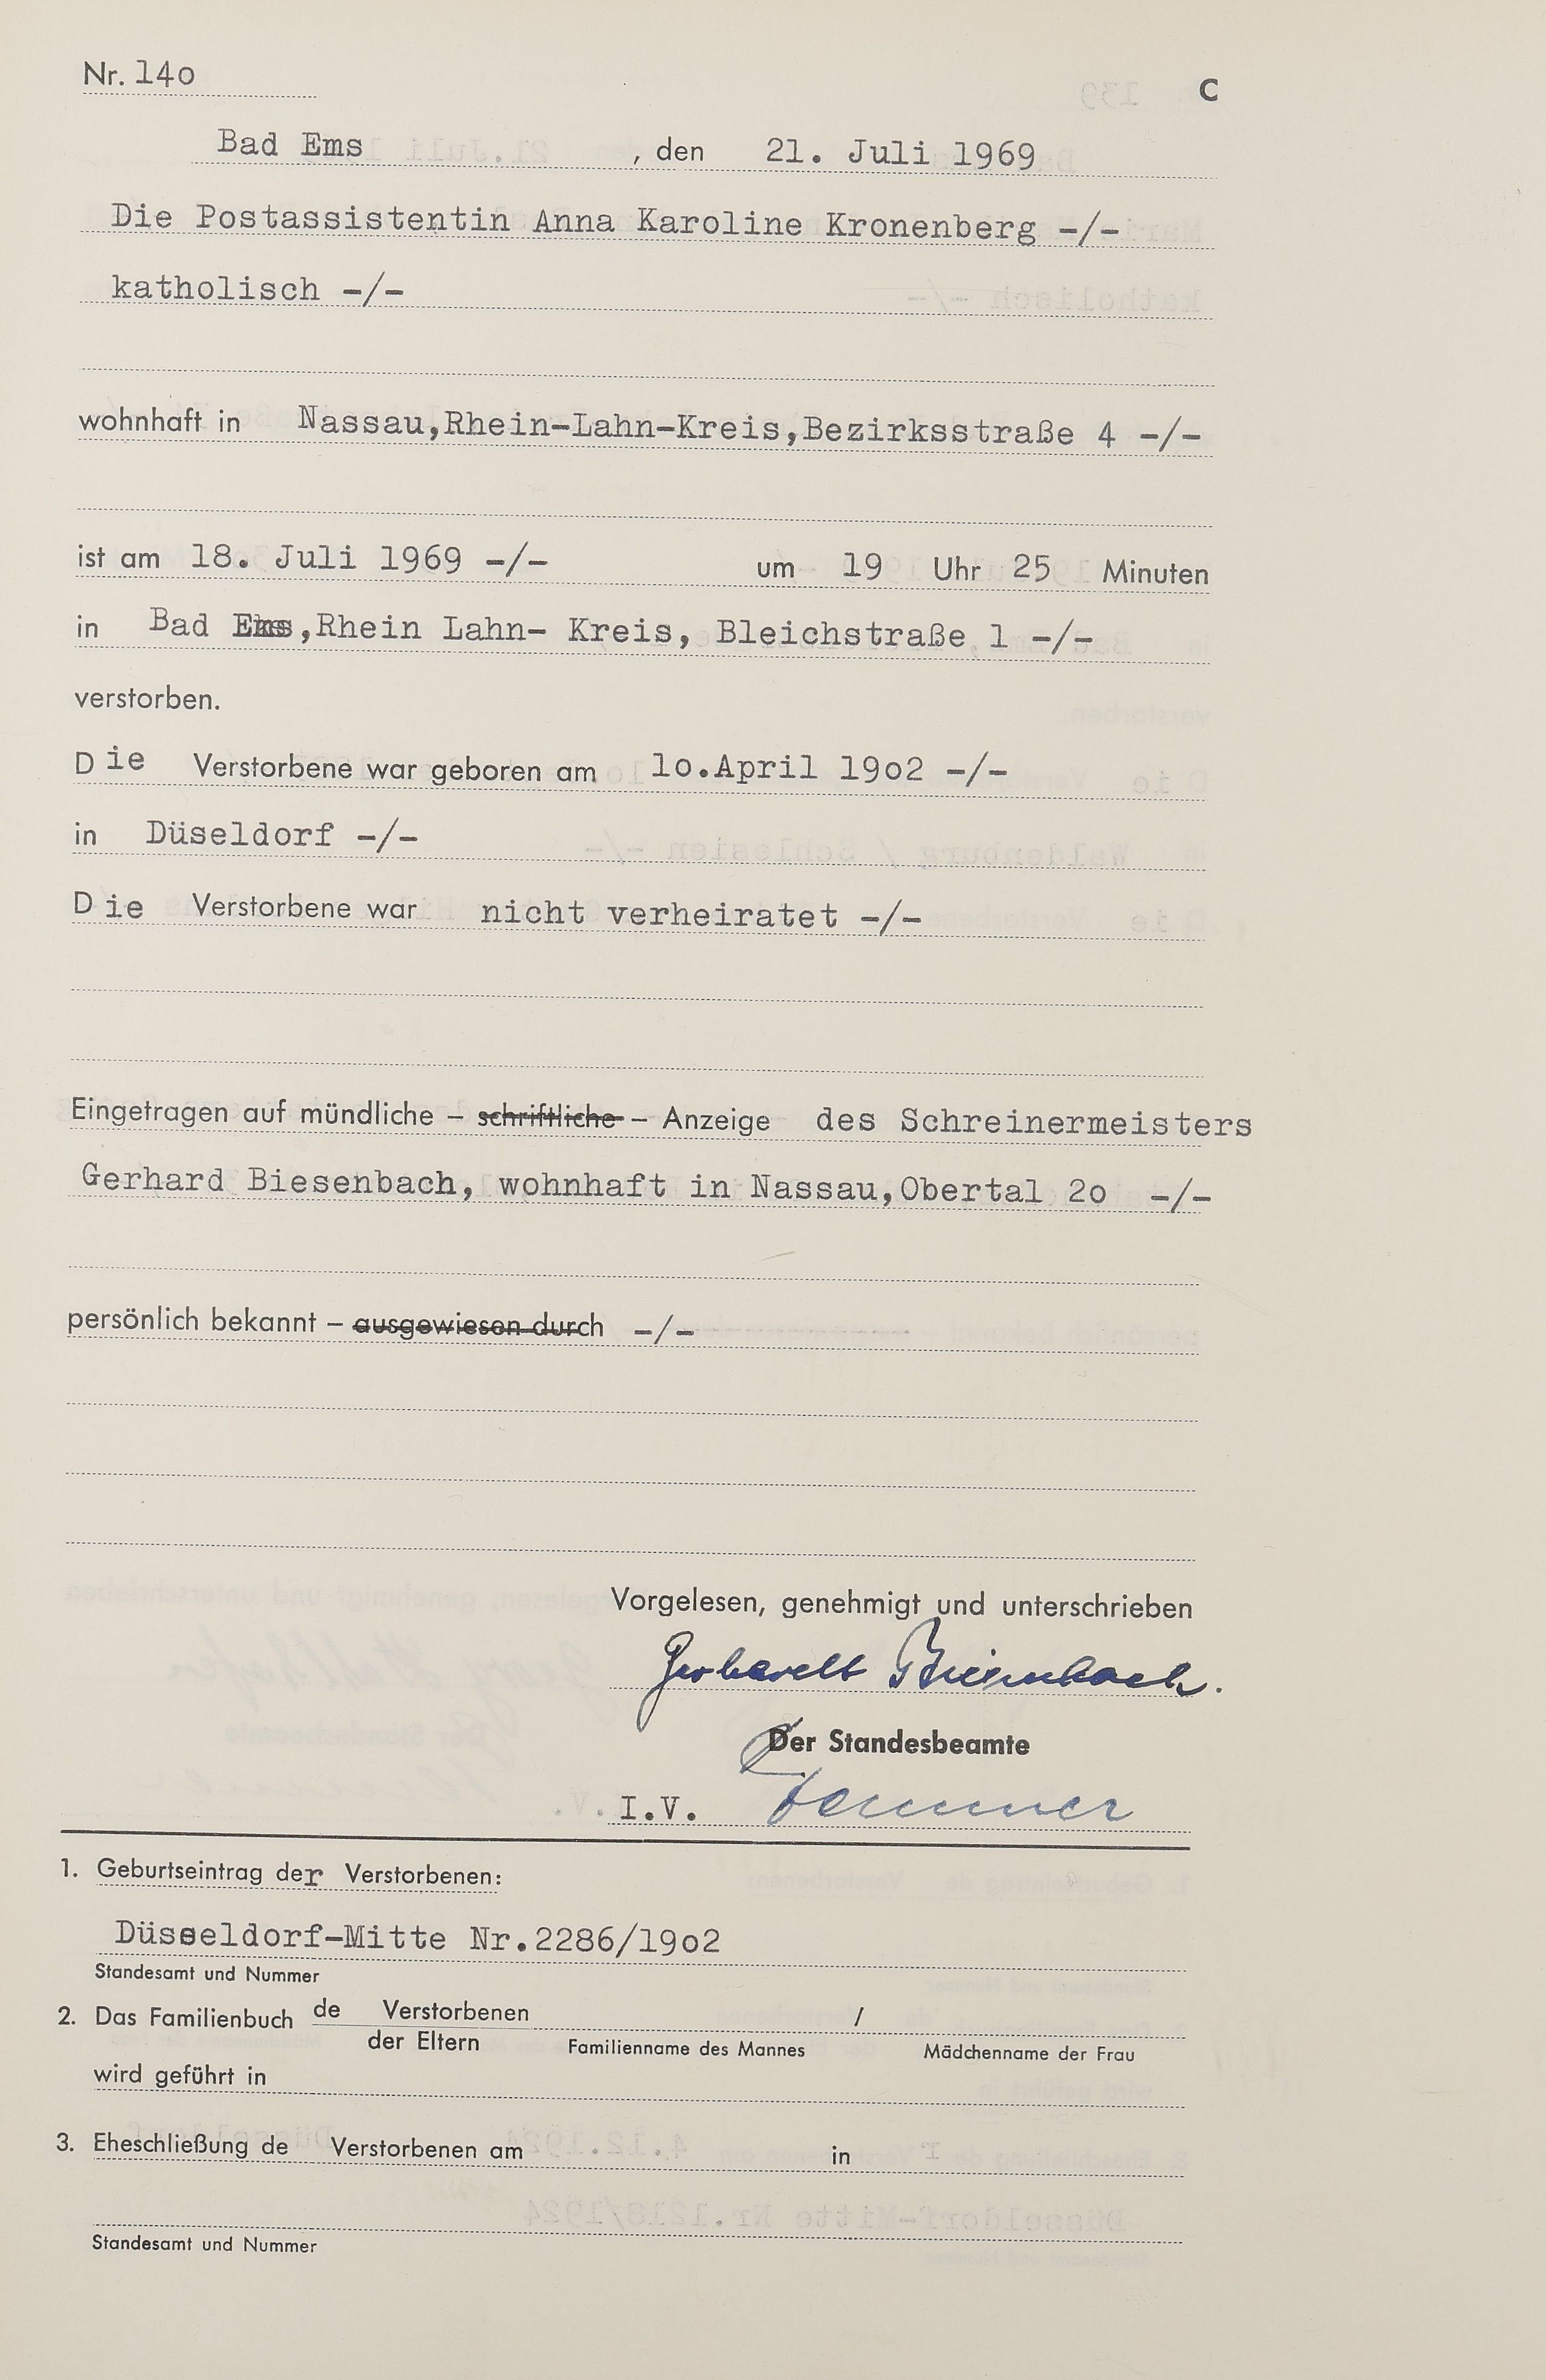 Nr. 14o
C
Bad Ems , den 21. Juli 1969
Die Postassistentin Anna Karoline Kronenberg -/-
katholisch -/-
wohnhaft in Nassau,Rhein-Lahn-Kreis,Bezirksstraße 4 -/-
ist am 18. Juli 1969 -/- um 19 Uhr 25 Minuten
in Bad Ems,Rhein Lahn- Kreis, Bleichstraße 1 -/-
verstorben.
Die Verstorbene war geboren am 1o.April 19o2 -/-
in Düseldorf -/-
Die Verstorbene war nicht verheiratet -/-
Eingetragen auf mündliche – schriftliche – Anzeige des Schreinermeisters
Gerhard Biesenbach, wohnhaft in Nassau,Obertal 2o -/-
persönlich bekannt – ausgewiesen durch -/-
Vorgelesen, genehmigt und unterschrieben
Der Standesbeamte
I.V.
1. Geburtseintrag der Verstorbenen:
Düsseldorf-Mitte Nr.2286/19o2
Standesamt und Nummer
2. Das Familienbuch de Verstorbenen /
der Eltern Familienname des Mannes Mädchenname der Frau
wird geführt in
3. Eheschließung de Verstorbenen am in
Standesamt und Nummer